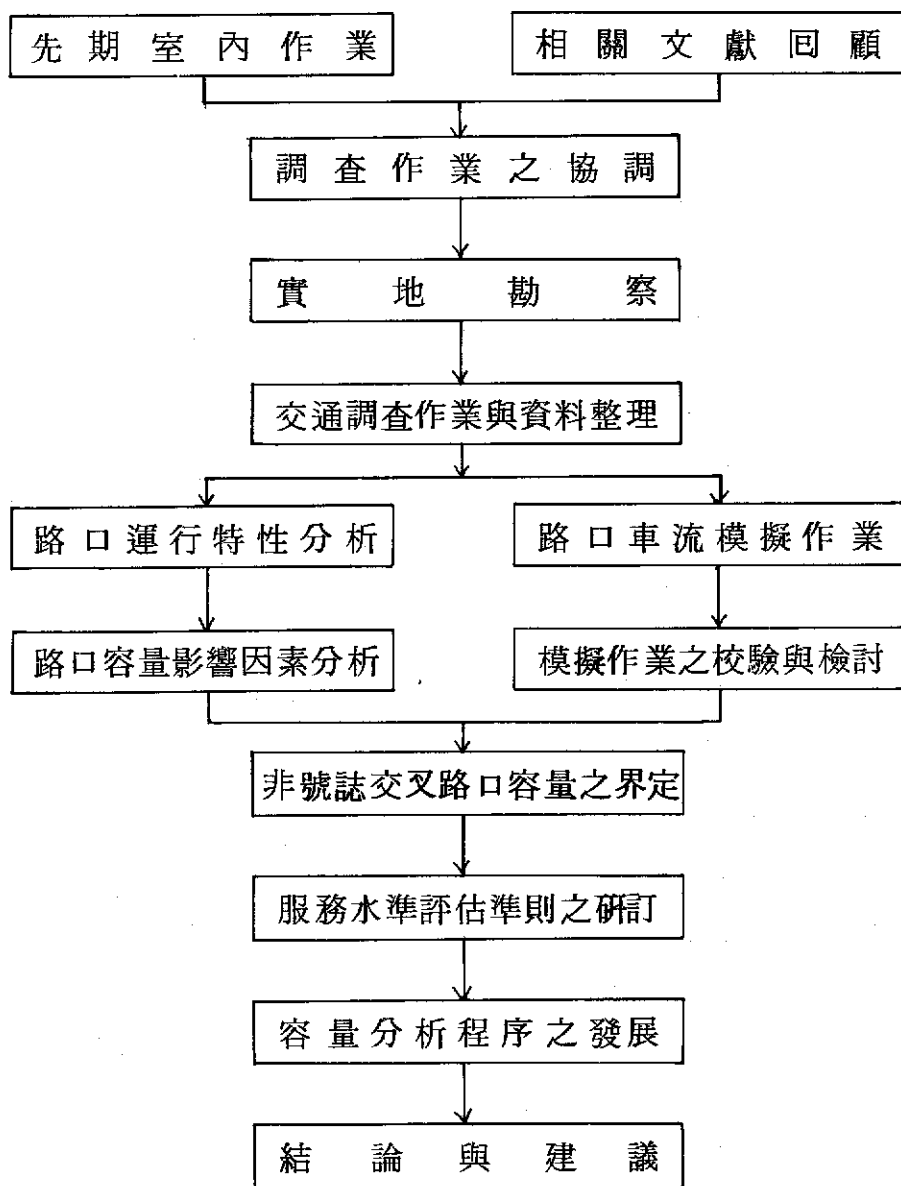 先期室內作業
相關文獻回顧
調查作業之協調
實地勘察
交通調查作業與資料整理
路口運行特性分析
路口車流模擬作業
路口容量影響因素分析
模擬作業之校驗與檢討
非號誌交叉路口容量之界定
服務水準評估準則之研訂
容量分析程序之發展
結論與建議